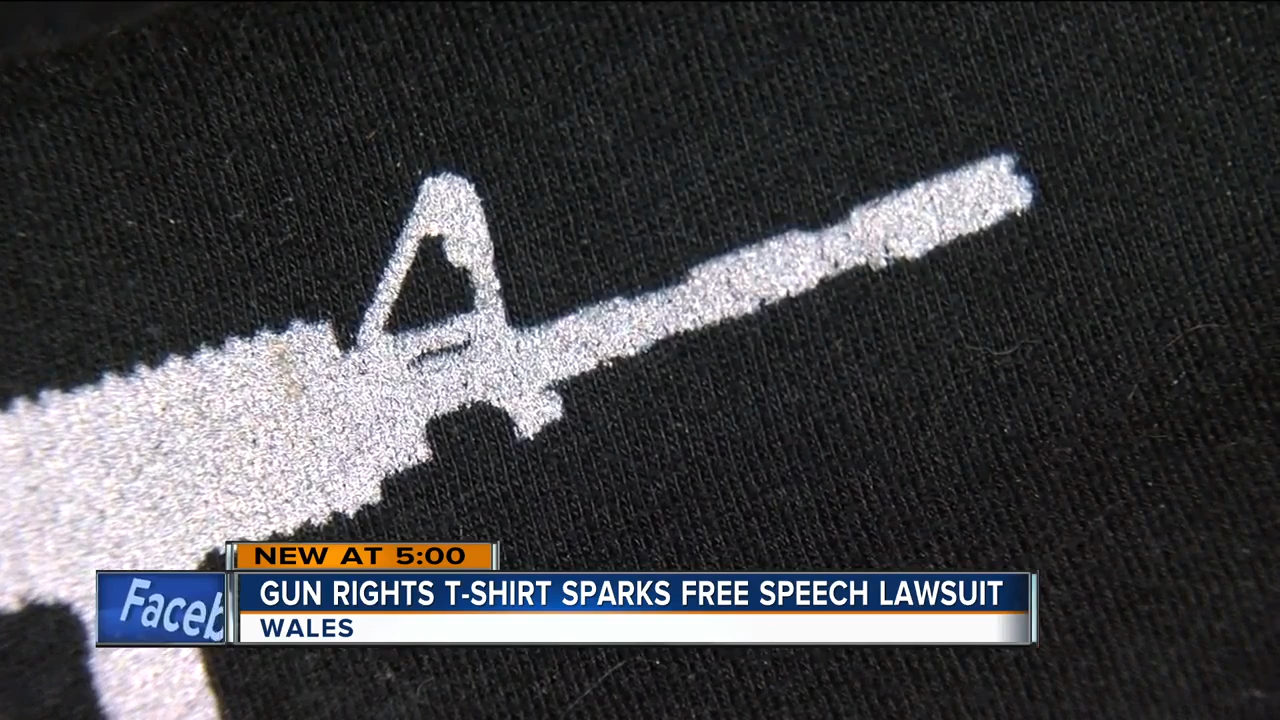 NEW AT 5:00
GUN RIGHTS T-SHIRT SPARKS FREE SPEECH LAWSUIT
Faceb
WALES